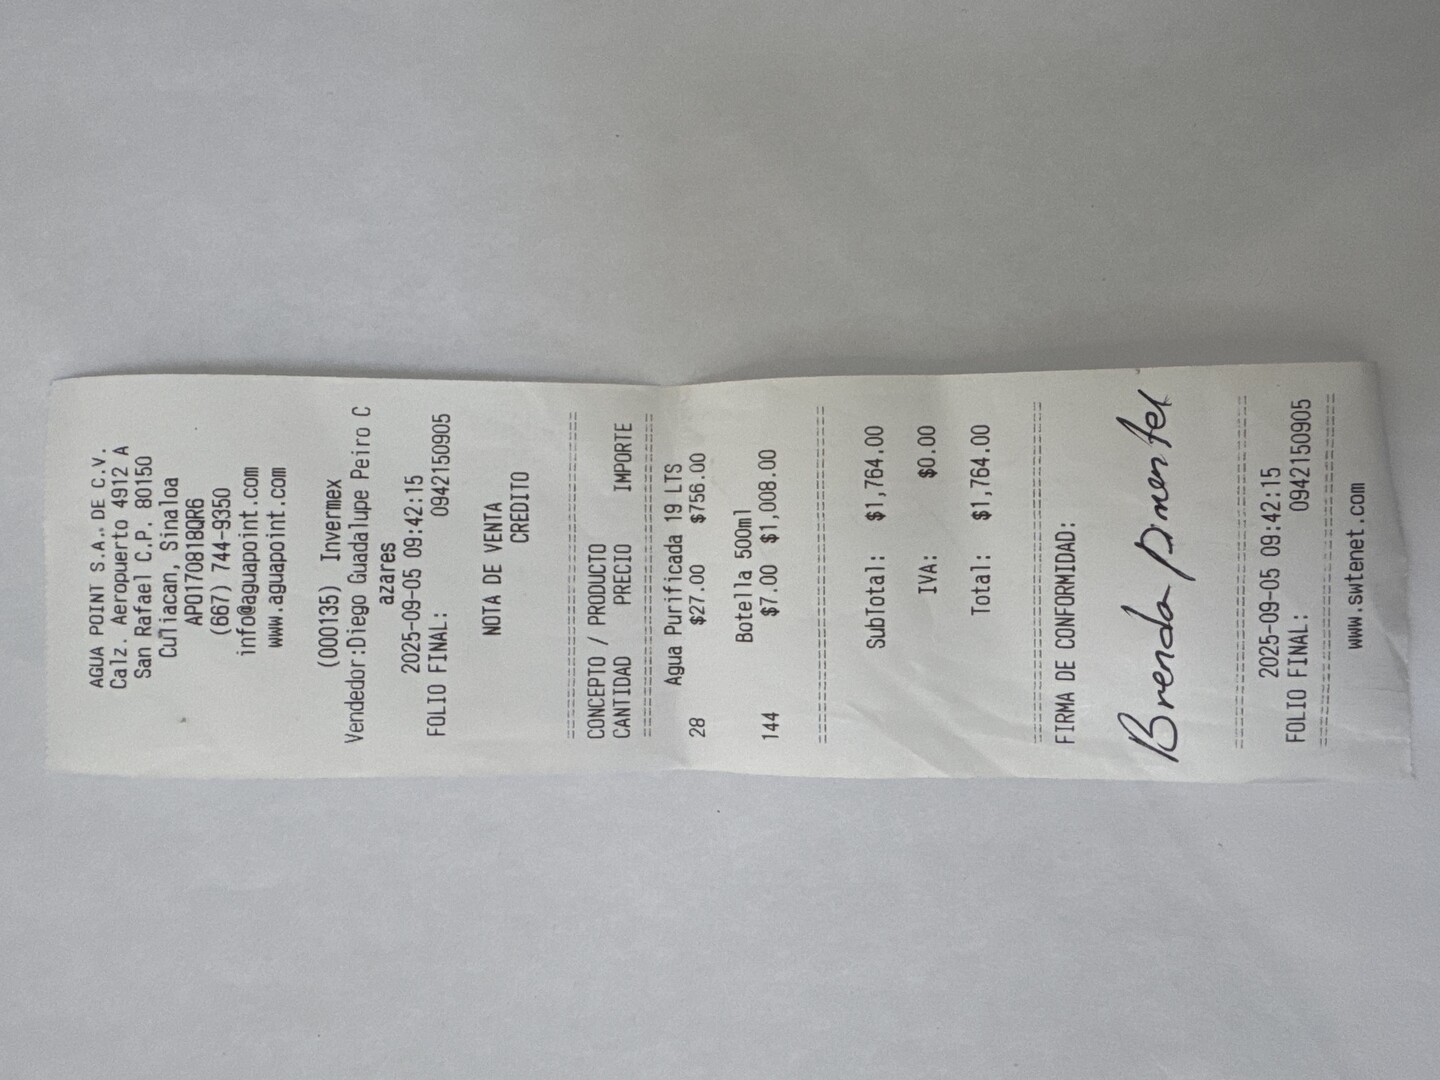 AGUA POINT S.A. DE C.V.
Calz. Aeropuerto 4912 A
San Rafael C.P. 80150
Culiacan, Sinaloa
APO170818QR6
(667) 744-9350
info@aguapoint.com
www.aguapoint.com
(000135) Invermex
Vendedor:Diego Guadalupe Peiro C
azares
2025-09-05 09:42:15
FOLIO FINAL: 0942150905
NOTA DE VENTA
CREDITO
==============================
CONCEPTO / PRODUCTO
CANTIDAD PRECIO IMPORTE
==============================
Agua Purificada 19 LTS
28 $27.00 $756.00
Botella 500ml
144 $7.00 $1,008.00
==============================
SubTotal: $1,764.00
IVA: $0.00
Total: $1,764.00
==============================
FIRMA DE CONFORMIDAD:
Brenda Pimentel
==============================
2025-09-05 09:42:15
FOLIO FINAL: 0942150905
==============================
www.swtenet.com